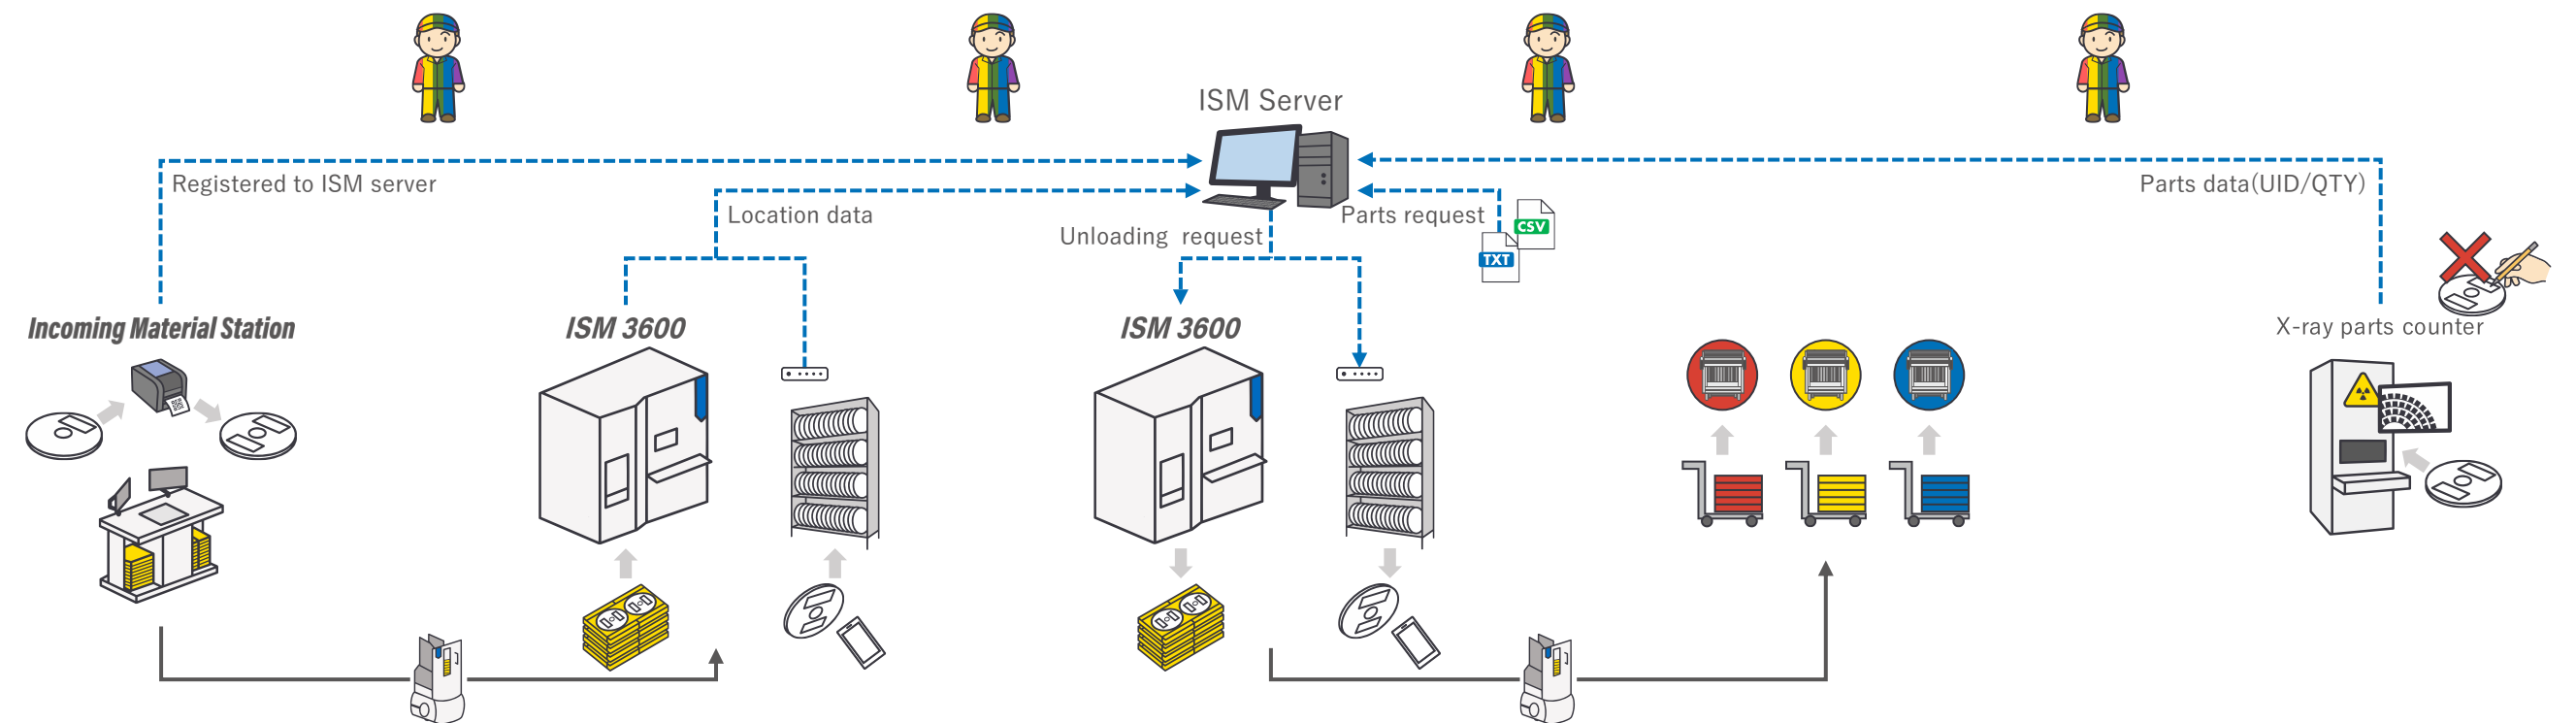 ISM Server
Registered to ISM server
Parts data(UID/QTY)
Location data
Parts request
Unloading request
CSV
TXT
Incoming Material Station
ISM 3600
ISM 3600
X-ray parts counter